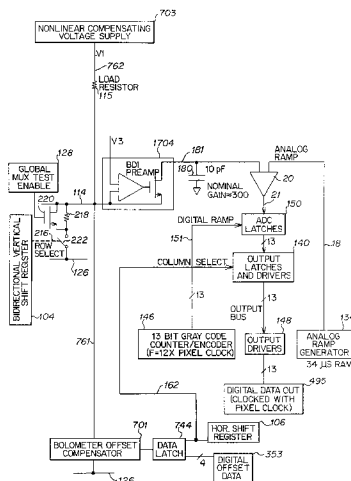 703
NONLINEAR COMPENSATING
VOLTAGE SUPPLY
V1
762
LOAD
RESISTOR
115
V3
1704
BDI
PREAMP
181
180
10 pf
NOMINAL
GAIN≈300
ANALOG
RAMP
20
21
128
GLOBAL
MUX TEST
ENABLE
114
220
218
216
222
ROW
SELECT
126
BIDIRECTIONAL VERTICAL
SHIFT REGISTER
104
150
ADC
LATCHES
DIGITAL RAMP
151
13
140
COLUMN SELECT
OUTPUT
LATCHES
AND DRIVERS
18
13
13
OUTPUT
BUS
146
13 BIT GRAY CODE
COUNTER/ENCODER
(F=12X PIXEL CLOCK)
148
OUTPUT
DRIVERS
134
ANALOG
RAMP
GENERATOR
34 µS RAM
13
761
162
DIGITAL DATA OUT
(CLOCKED WITH
PIXEL CLOCK)
495
701
744
BOLOMETER OFFSET
COMPENSATOR
DATA
LATCH
HOR. SHIFT
REGISTER
106
4
353
DIGITAL
OFFSET DATA
126